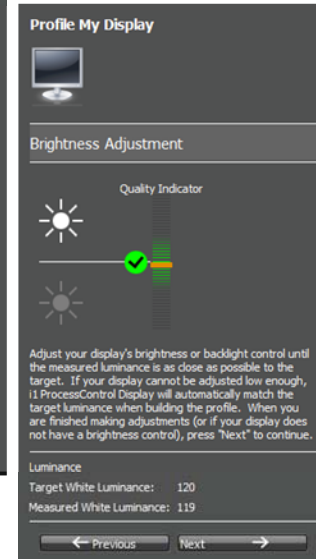 Profile My Display
Brightness Adjustment
Quality Indicator
Adjust your display's brightness or backlight control until
the measured luminance is as close as possible to the
target. If your display cannot be adjusted low enough,
i1 ProcessControl Display will automatically match the
target luminance when building the profile. When you
are finished making adjustments (or if your display does
not have a brightness control), press "Next" to continue.
Luminance
Target White Luminance: 120
Measured White Luminance: 119
Previous Next